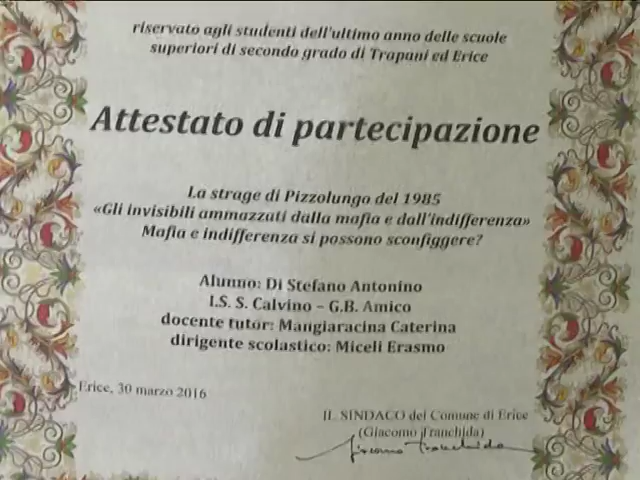 riservato agli studenti dell'ultimo anno delle scuole
superiori di secondo grado di Trapani ed Erice
Attestato di partecipazione
La strage di Pizzolungo del 1985
«Gli invisibili ammazzati dalla mafia e dall'indifferenza»
Mafia e indifferenza si possono sconfiggere?
Alunno: Di Stefano Antonino
I.S. S. Calvino – G.B. Amico
docente tutor: Mangiaracina Caterina
dirigente scolastico: Miceli Erasmo
Erice, 30 marzo 2016
IL SINDACO del Comune di Erice
(Giacomo Tranchida)
Giacomo Tranchida